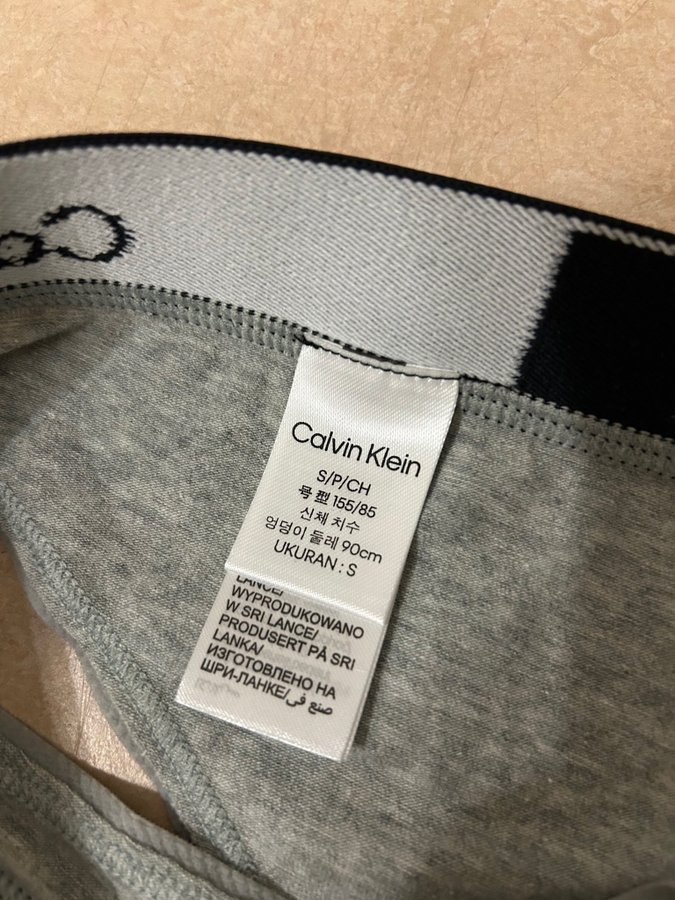 Calvin Klein
S/P/CH
号型 155/85
신체 치수
엉덩이 둘레 90cm
UKURAN : S
LANCE/
WYPRODUKOWANO
W SRI LANCE/
PRODUSERT PÅ SRI
LANKA/
ИЗГОТОВЛЕНО НА
ШРИ-ЛАНКЕ/صنع في